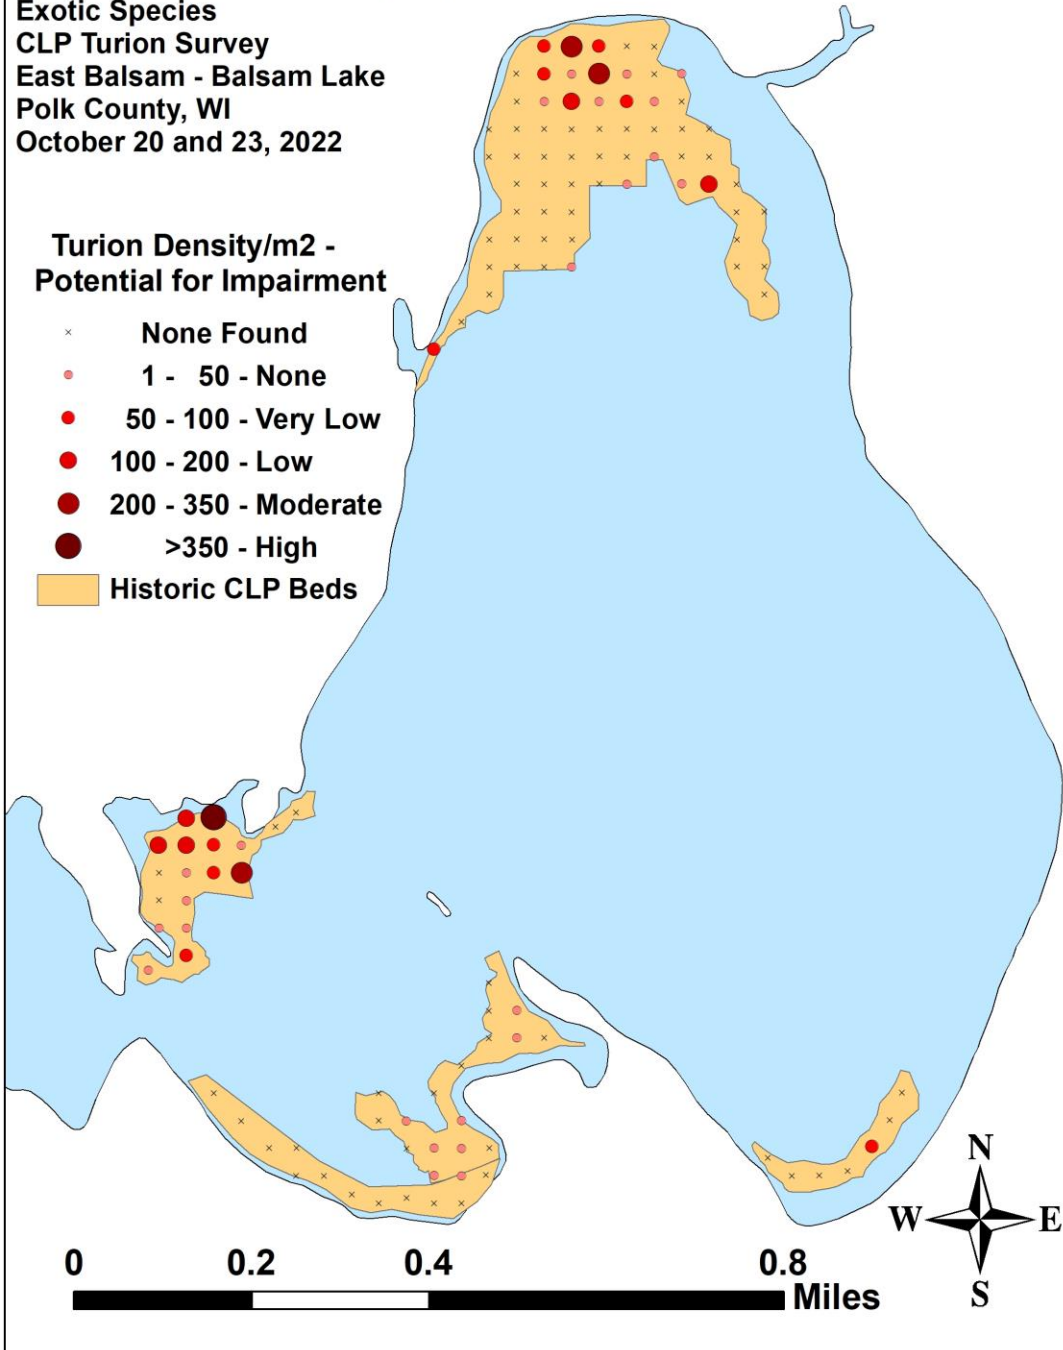 Exotic Species
CLP Turion Survey
East Balsam - Balsam Lake
Polk County, WI
October 20 and 23, 2022
Turion Density/m2 -
Potential for Impairment
None Found
1 - 50 - None
50 - 100 - Very Low
100 - 200 - Low
200 - 350 - Moderate
>350 - High
Historic CLP Beds
N
W E
S
0 0.2 0.4 0.8
Miles